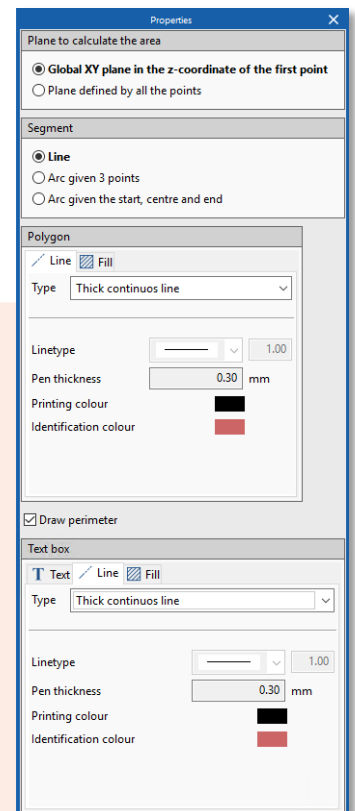 Properties
Plane to calculate the area
Global XY plane in the z-coordinate of the first point
Plane defined by all the points
Segment
Line
Arc given 3 points
Arc given the start, centre and end
Polygon
Line Fill
Type Thick continuos line
Linetype 1.00
Pen thickness 0.30 mm
Printing colour
Identification colour
Draw perimeter
Text box
T Text Line Fill
Type Thick continuos line
Linetype 1.00
Pen thickness 0.30 mm
Printing colour
Identification colour